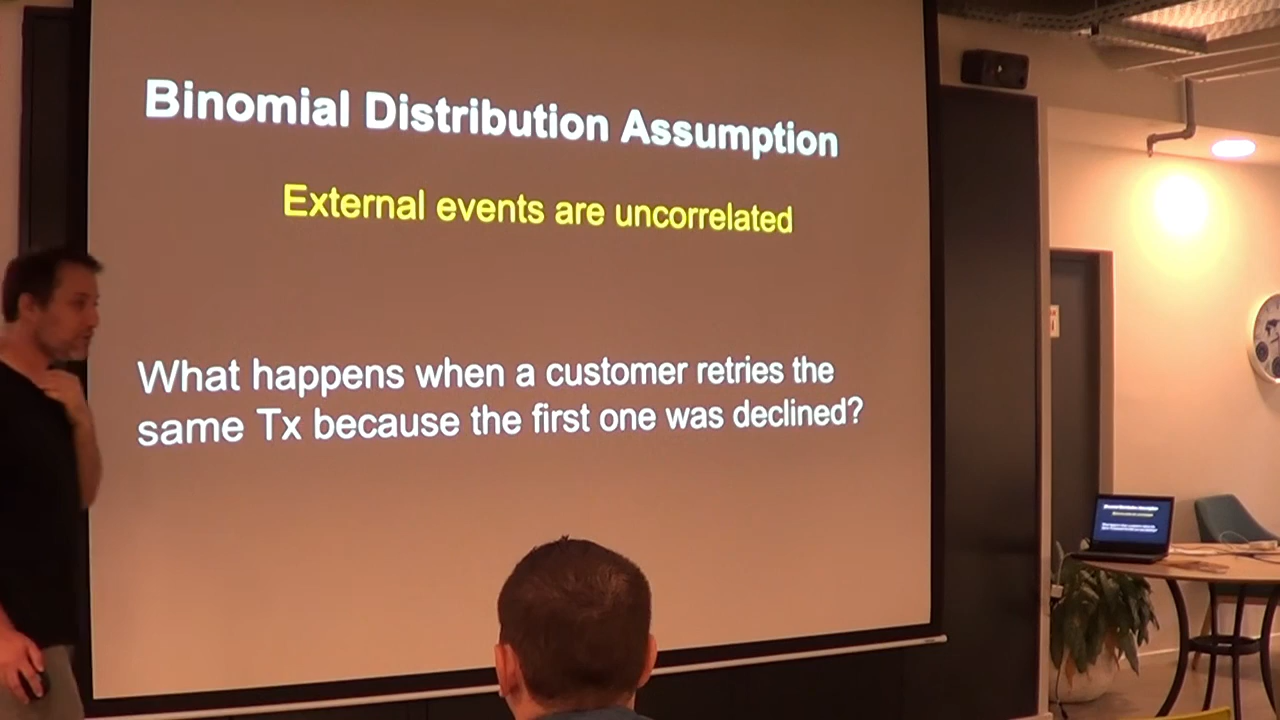 Binomial Distribution Assumption
External events are uncorrelated
What happens when a customer retries the
same Tx because the first one was declined?